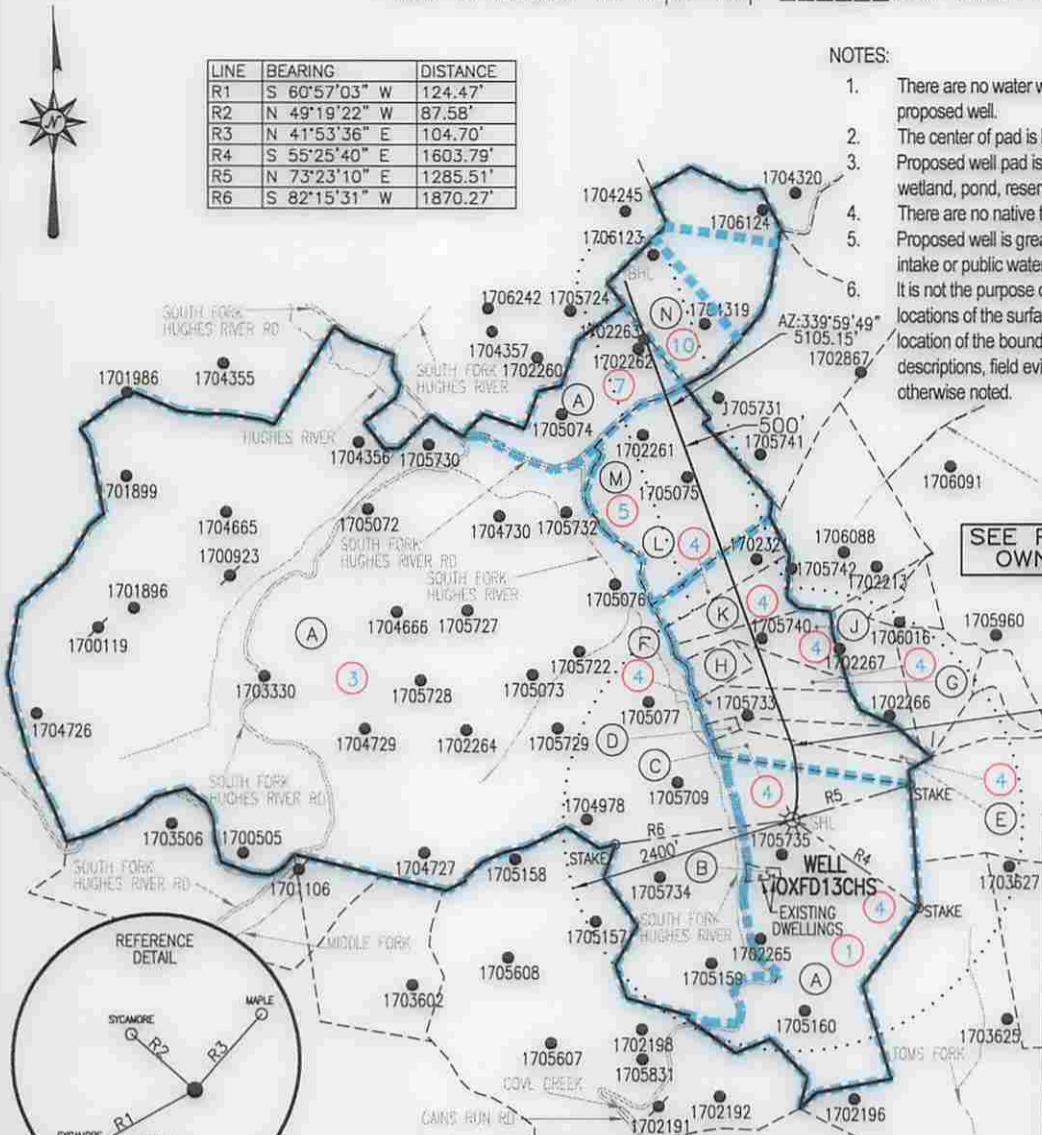 NOTES:
LINE BEARING DISTANCE
R1 S 60°57'03" W 124.47'
R2 N 49°19'22" W 87.58'
R3 N 41°53'36" E 104.70'
R4 S 55°25'40" E 1603.79'
R5 N 73°23'10" E 1285.51'
R6 S 82°15'31" W 1870.27'
1. There are no water w
proposed well.
2. The center of pad is
3. Proposed well pad is
wetland, pond, reser
4. There are no native
5. Proposed well is grea
intake or public water
6. It is not the purpose
locations of the surfa
location of the bound
descriptions, field evi
otherwise noted.
N
1704320
1704245
1706124
1706123
BHL
1706242
1705724
N
SOUTH FORK
HUGHES RIVER RD
1702263
AZ:339°59'49"
5105.15'
1704357
10
1702262
1702260
1702867
1704355
SOUTH FORK
HUGHES RIVER
7
1701986
A
1705074
1705731
500'
HUGHES RIVER
1704356
1705730
1702261
1705741
1706091
1701899
M
1705075
1704665
1705072
1704730
1705732
5
SEE
OWN
SOUTH FORK
HUGHES RIVER RD
L
4
1706088
1700923
SOUTH FORK
HUGHES RIVER
1705742
1702213
1705076
1701896
1704666
1705727
K
4
1700119
A
1705740
J
1706016
1705960
F
4
1702267
1705722
H
4
3
1703330
1705728
1705073
4
G
1705077
1704726
1705733
1702266
1704729
1702264
1705729
D
C
SOUTH FORK
HUGHES RIVER RD
1705709
4
4
R5
STAKE
1704978
E
1703506
R6
SHL
1700505
STAKE
2400'
1705735
1704727
1705158
B
WELL
OXFD13CHS
R4
SOUTH FORK
HUGHES RIVER RD
1705734
1703627
4
STAKE
EXISTING
DWELLINGS
SOUTH FORK
HUGHES RIVER
1705157
REFERENCE
DETAIL
MIDDLE FORK
1702265
1
1705608
1705159
A
1703602
MAPLE
SYCAMORE
1705160
1703625
R2
R3
1702198
1705607
1705831
TOMS FORK
R1
CAINS RUN RD
1702192
1702196
1702191
SYCAMORE